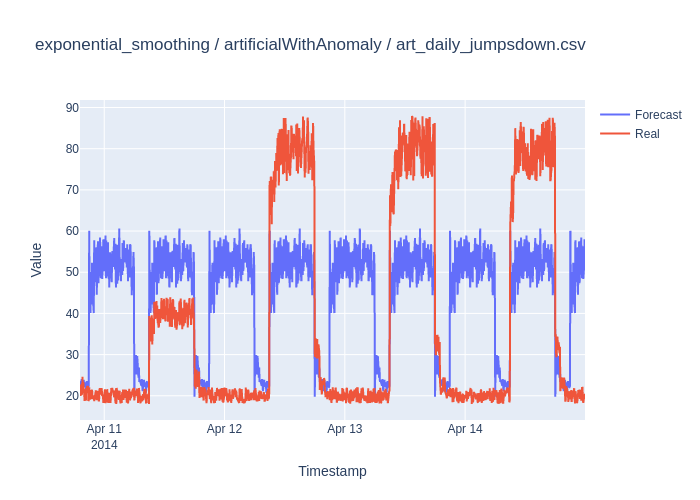 exponential_smoothing / artificialWithAnomaly / art_daily_jumpsdown.csv
90
80
70
60
50
40
30
20
Value
Apr 11
2014
Apr 12
Apr 13
Apr 14
Timestamp
Forecast
Real